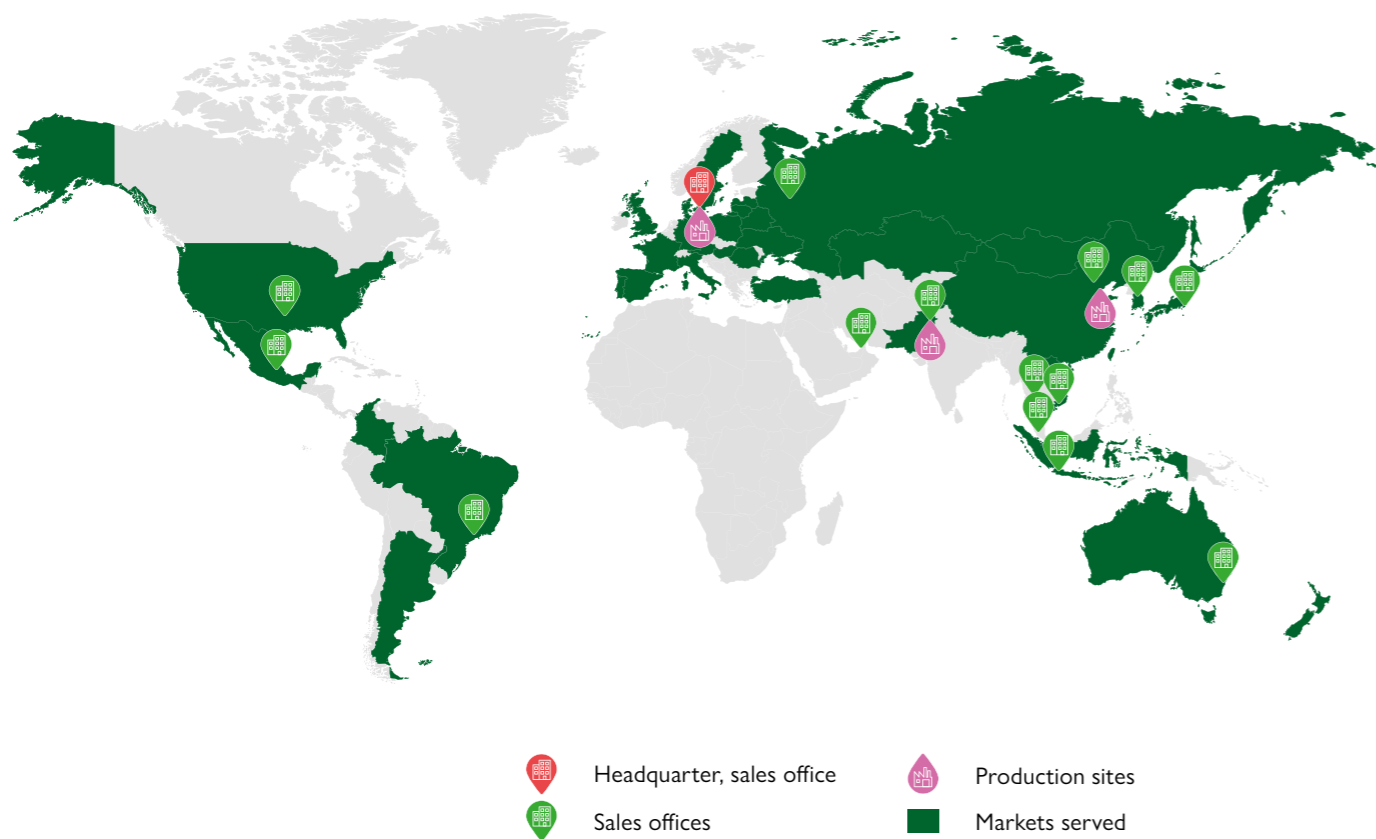 Headquarter, sales office
Sales offices
Production sites
Markets served